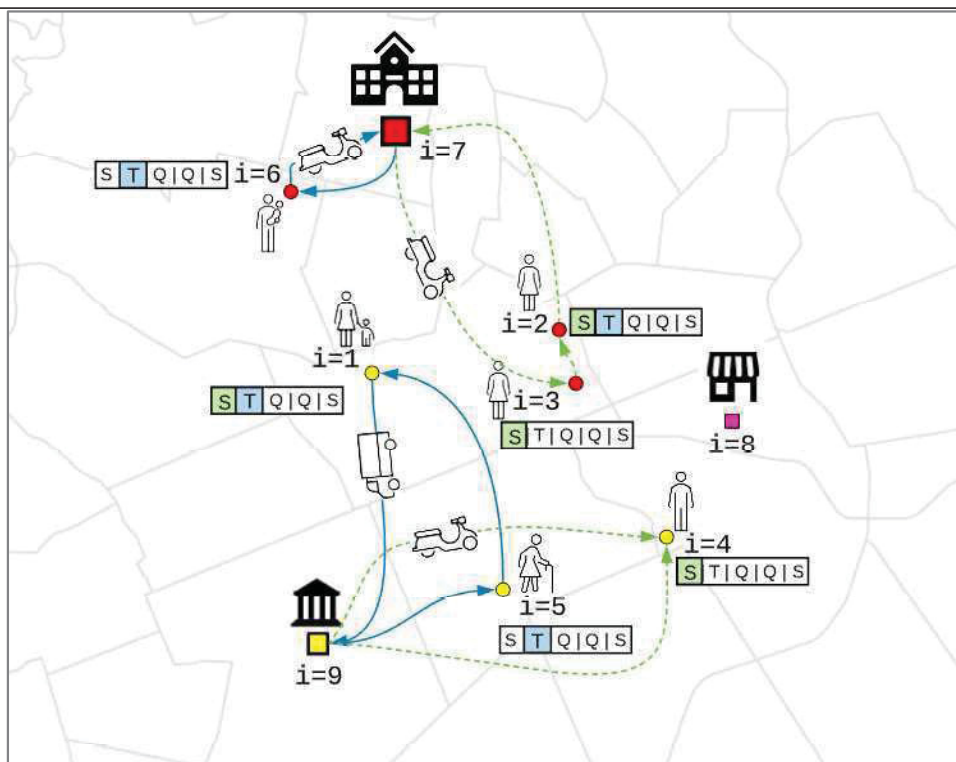 i=7
S T Q|Q|S i=6
i=2 S T Q|Q|S
i=1
i=3
S T Q|Q|S
S T|Q|Q|S
i=8
i=4
S T|Q|Q|S
i=5
S T Q|Q|S
i=9